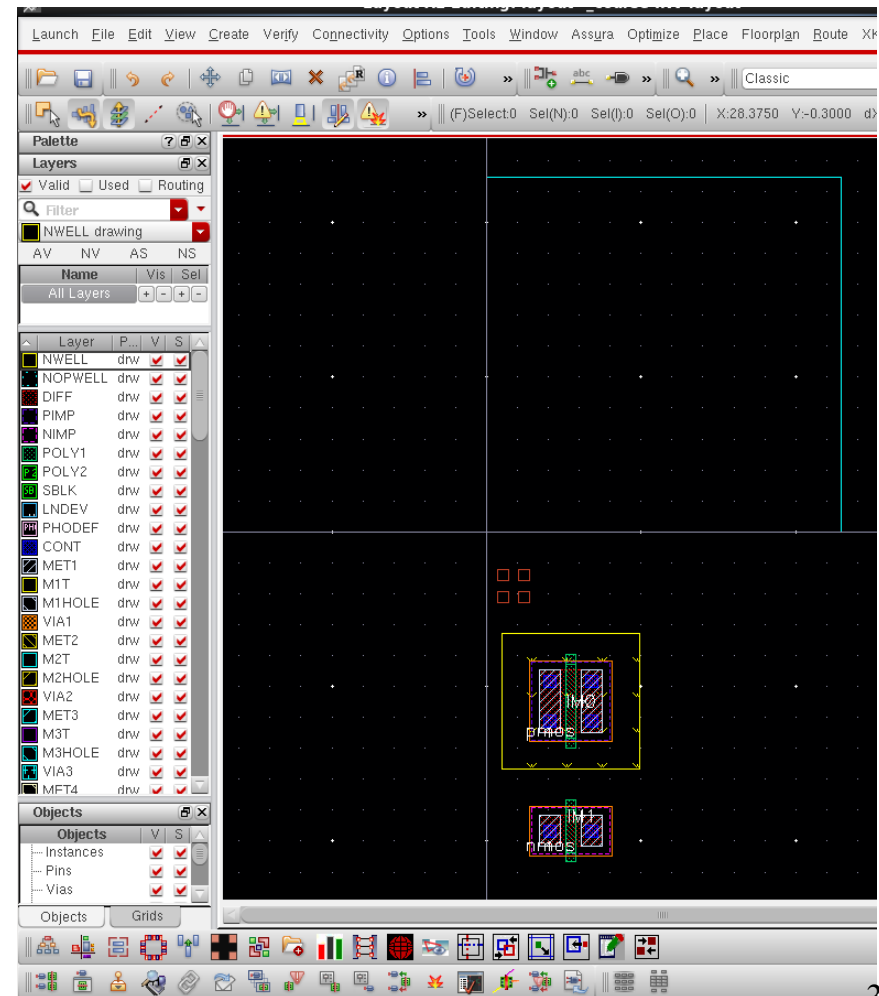 Launch File Edit View Create Verify Connectivity Options Tools Window Assura Optimize Place Floorplan Route XK
» » » Classic
» (F)Select:0 Sel(N):0 Sel(I):0 Sel(O):0 X:28.3750 Y:-0.3000 dX
Palette
Layers
Valid Used Routing
Filter
NWELL drawing
AV NV AS NS
Name Vis Sel
All Layers + - + -
Layer P... V S
NWELL drw
NOPWELL drw
DIFF drw
PIMP drw
NIMP drw
POLY1 drw
POLY2 drw
SBLK drw
LNDEV drw
PHODEF drw
CONT drw
MET1 drw
M1T drw
M1HOLE drw
VIA1 drw
MET2 drw
M2T drw
M2HOLE drw
VIA2 drw
MET3 drw
M3T drw
M3HOLE drw
VIA3 drw
MET4 drw
IM0
pmos
IM1
nmos
Objects
Objects V S
Instances
Pins
Vias
Objects Grids
2